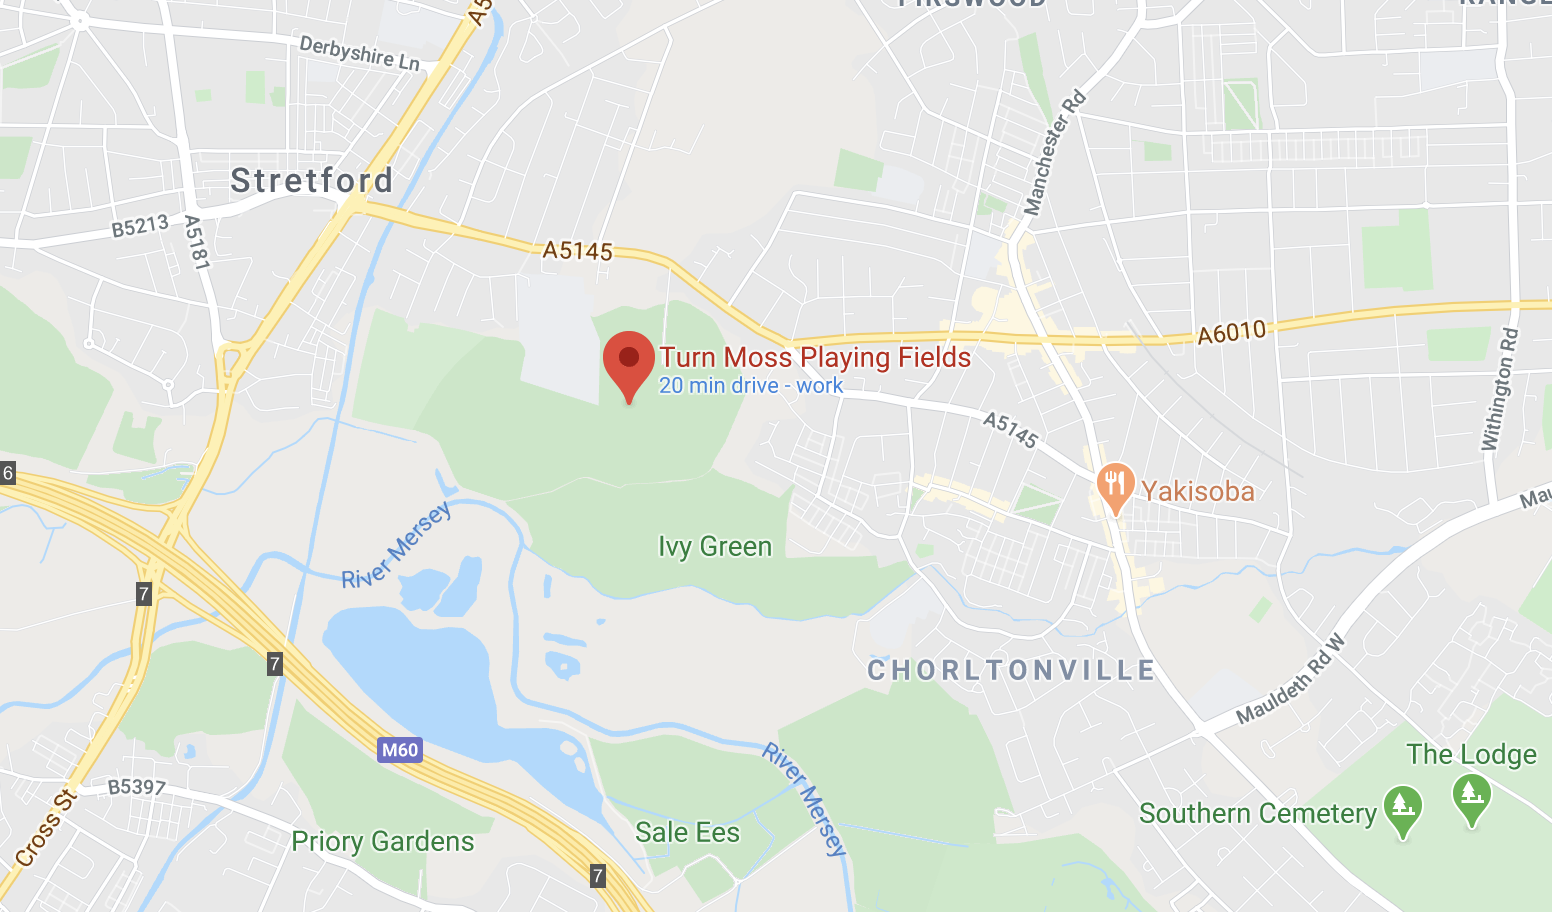 A5
Derbyshire Ln
Manchester Rd
Stretford
B5213
A5181
A5145
A6010
Turn Moss Playing Fields
20 min drive - work
Withington Rd
A5145
6
Yakisoba
River Mersey
Ivy Green
7
7
CHORLTONVILLE
Mauldeth Rd W
M60
River Mersey
The Lodge
B5397
Cross St
Southern Cemetery
Sale Ees
Priory Gardens
7